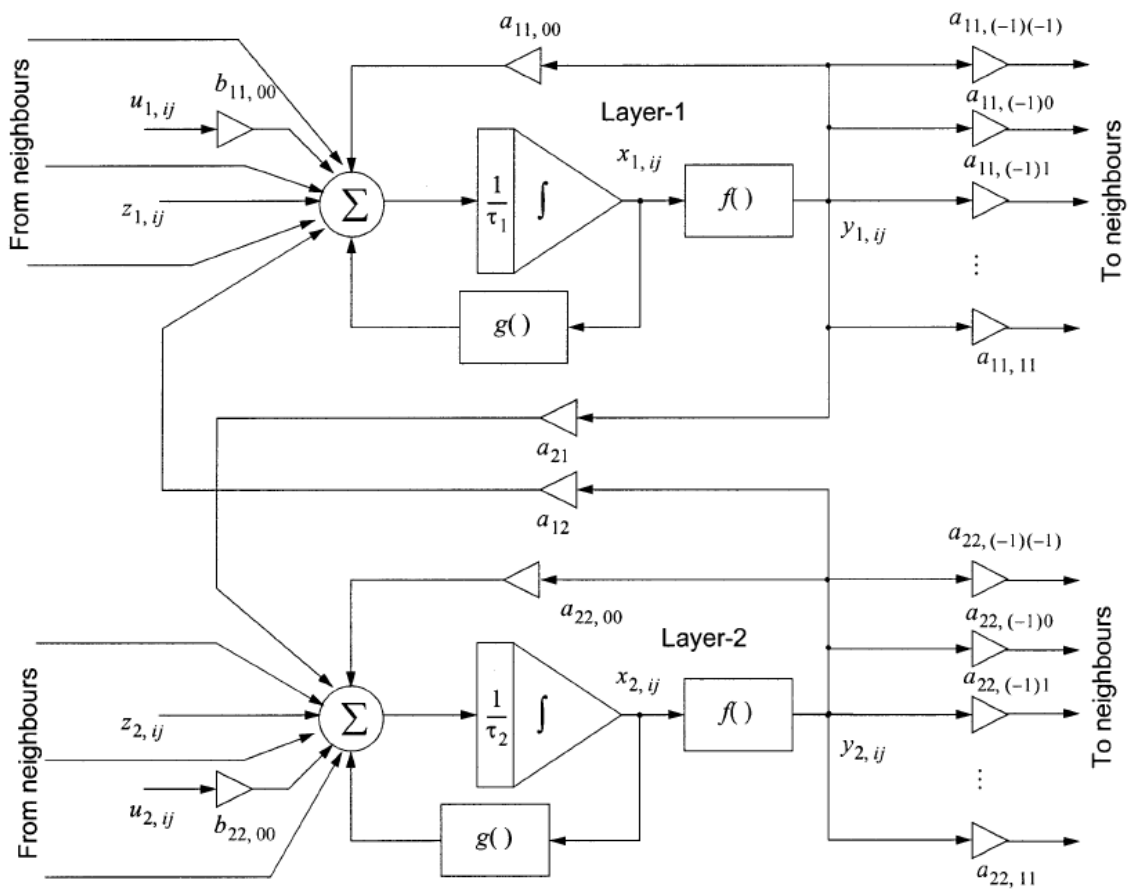 a11, 00
a11, (−1)(−1)
From neighbours
b11, 00
u1, ij
Layer-1
a11, (−1)0
x1, ij
a11, (−1)1
z1, ij
Σ
1/τ1
∫
f( )
y1, ij
To neighbours
⋮
g( )
a11, 11
a21
a12
a22, (−1)(−1)
a22, 00
From neighbours
Layer-2
a22, (−1)0
x2, ij
a22, (−1)1
z2, ij
Σ
1/τ2
∫
f( )
y2, ij
To neighbours
⋮
u2, ij
b22, 00
g( )
a22, 11